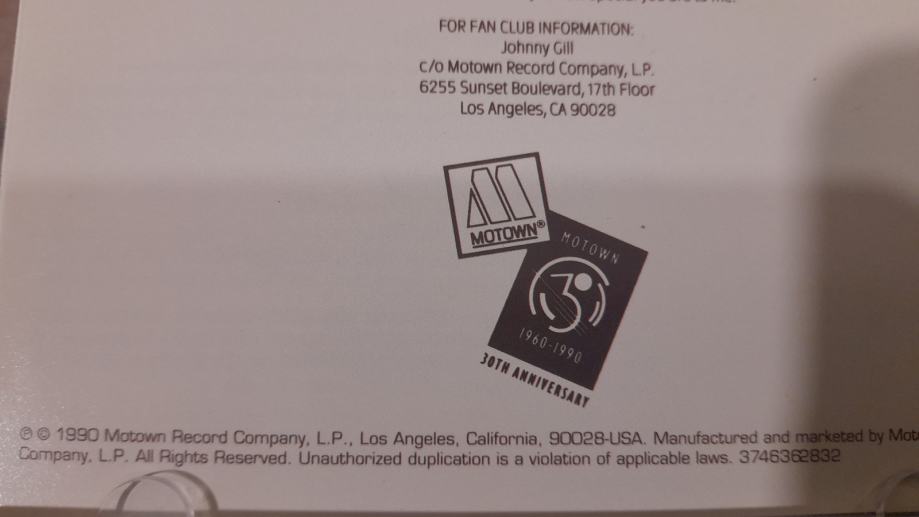 FOR FAN CLUB INFORMATION:
Johnny Gill
c/o Motown Record Company, L.P.
6255 Sunset Boulevard, 17th Floor
Los Angeles, CA 90028
MOTOWN®
MOTOWN
30
1960-1990
30TH ANNIVERSARY
℗ © 1990 Motown Record Company, L.P., Los Angeles, California, 90028-USA. Manufactured and marketed by Mot
Company, L.P. All Rights Reserved. Unauthorized duplication is a violation of applicable laws. 3746362832